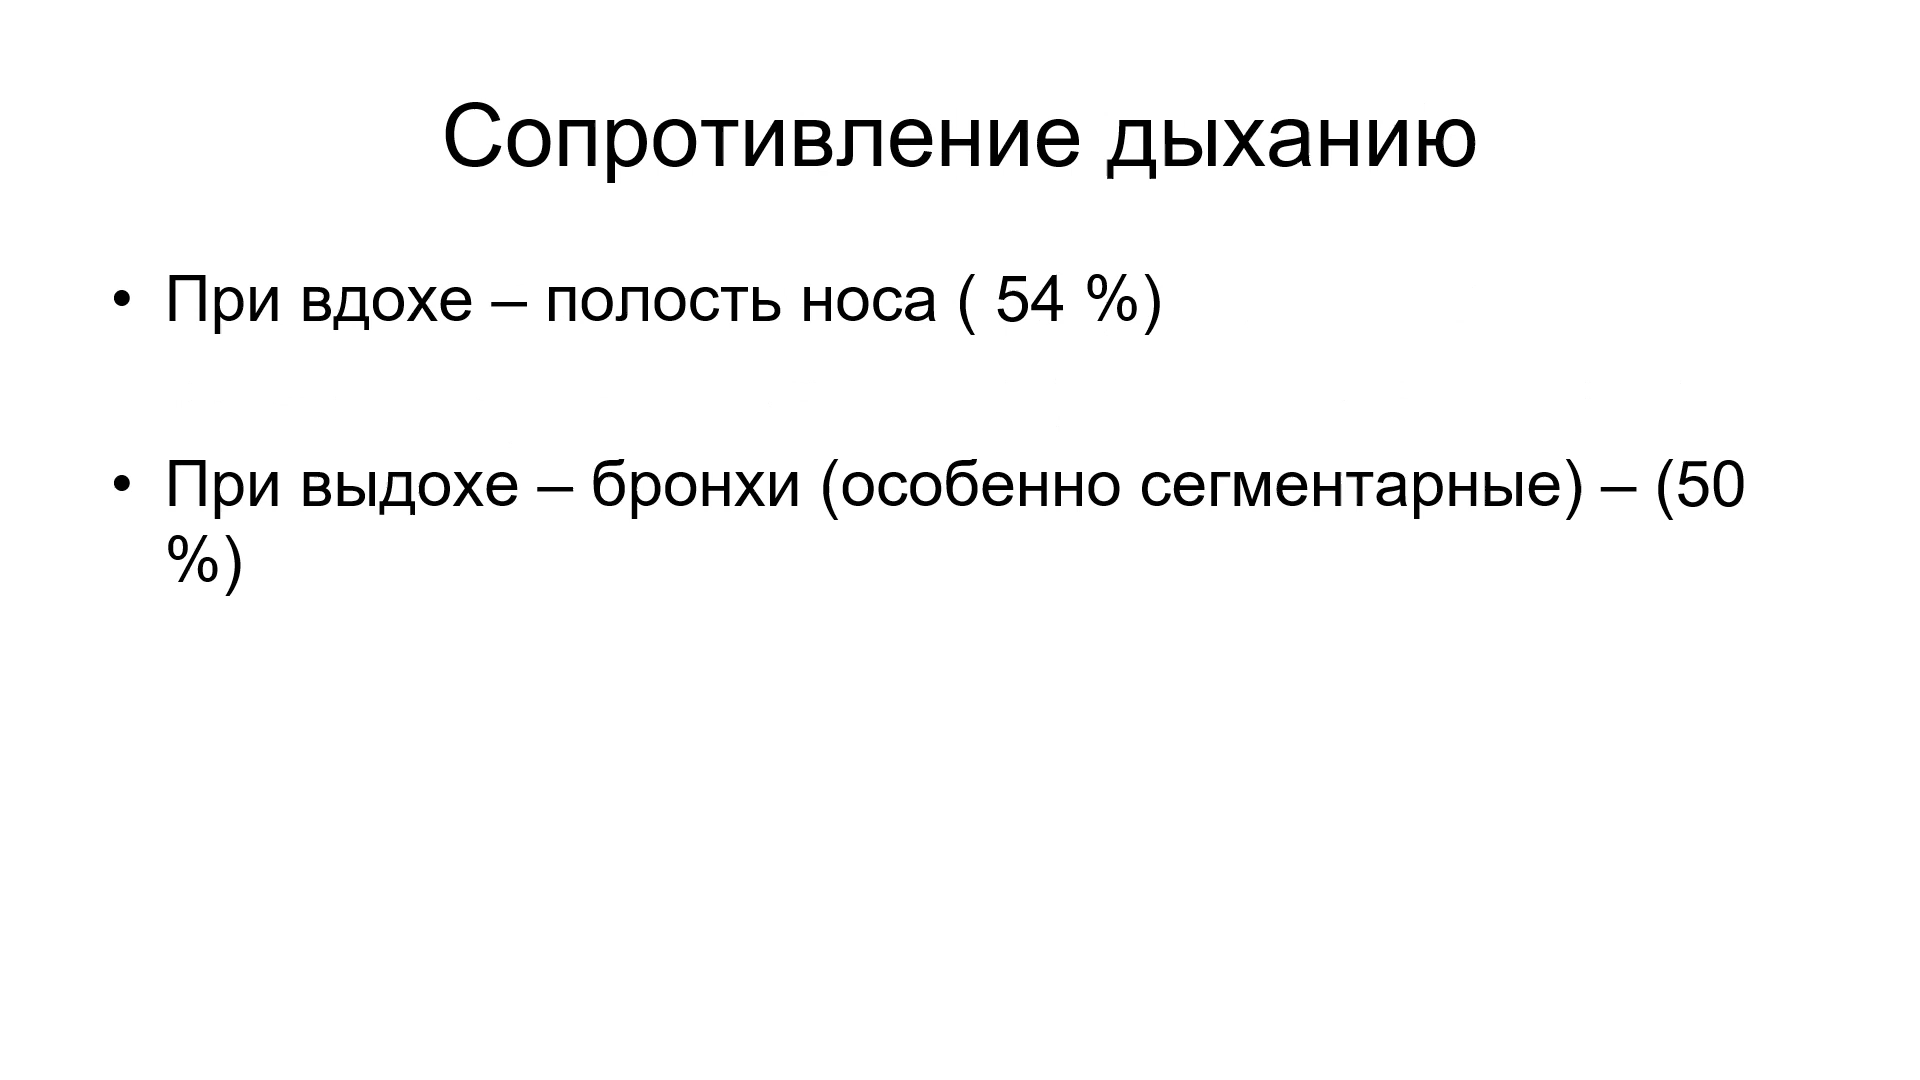 Сопротивление дыханию
• При вдохе – полость носа ( 54 %)
• При выдохе – бронхи (особенно сегментарные) – (50
%)